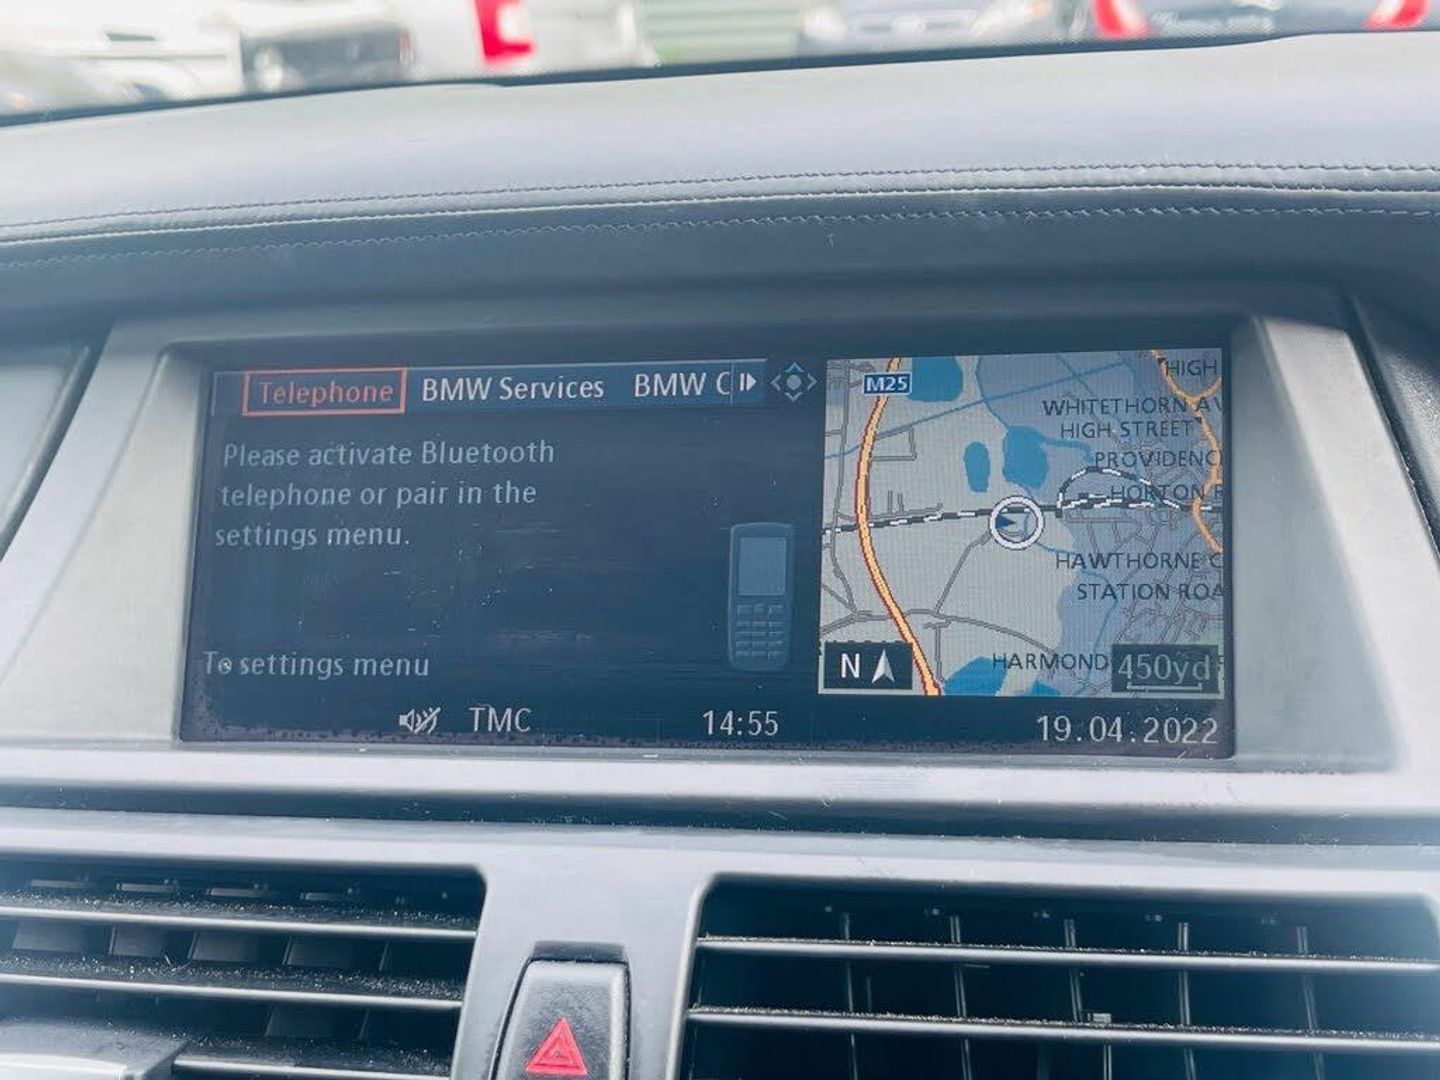 Telephone BMW Services BMW C
Please activate Bluetooth
telephone or pair in the
settings menu.
To settings menu
TMC 14:55 19.04.2022
M25
HIGH
WHITETHORN AV
HIGH STREET
PROVIDENC
HORTON
HAWTHORNE C
STATION ROA
HARMOND
N
450yd